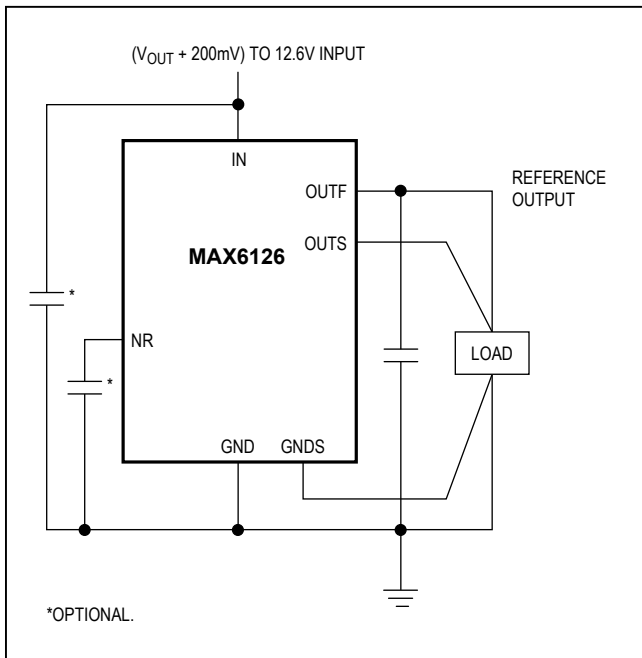 (VOUT + 200mV) TO 12.6V INPUT
IN
OUTF
REFERENCE
OUTPUT
OUTS
MAX6126
*
NR
LOAD
*
GND
GNDS
*OPTIONAL.